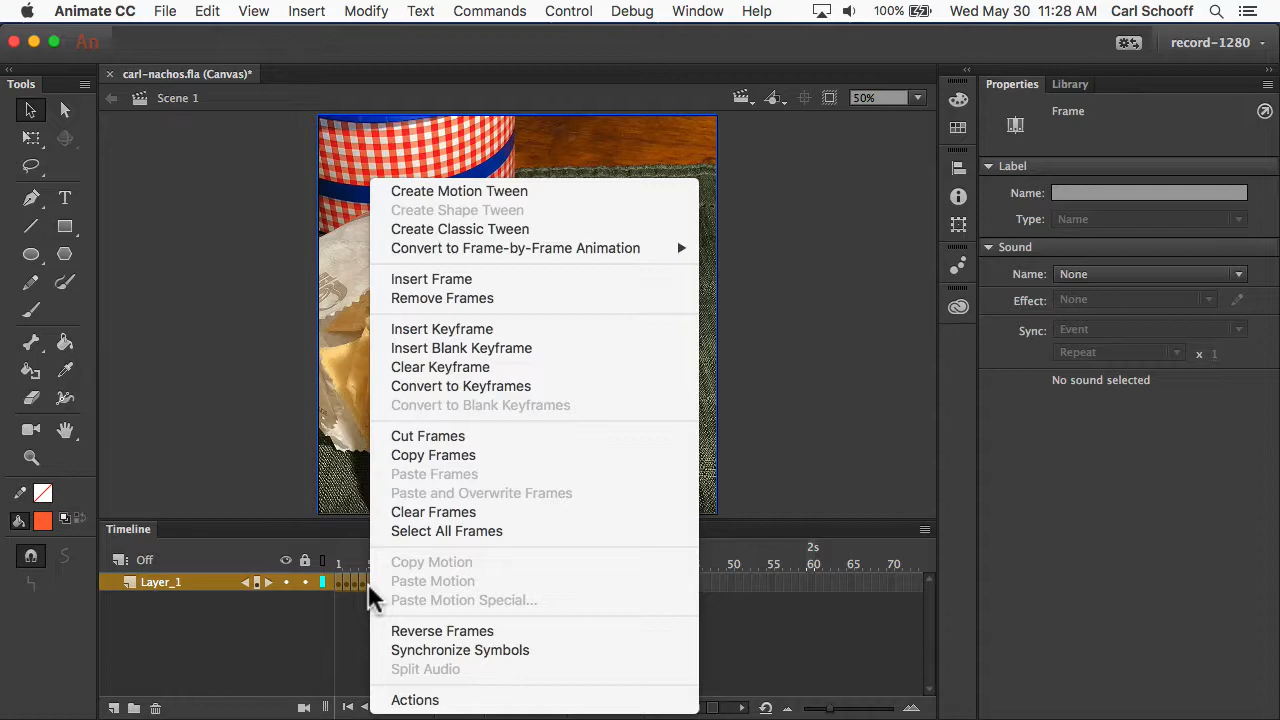 Animate CC File Edit View Insert Modify Text Commands Control Debug Window Help 100% Wed May 30 11:28 AM Carl Schooff
An record-1280
Tools carl-nachos.fla (Canvas)* Properties Library
Scene 1 50% Frame
Label
Name:
Type: Name
Sound
Name: None
Effect: None
Sync: Event
Repeat x 1
No sound selected
Create Motion Tween
Create Shape Tween
Create Classic Tween
Convert to Frame-by-Frame Animation
Insert Frame
Remove Frames
Insert Keyframe
Insert Blank Keyframe
Clear Keyframe
Convert to Keyframes
Convert to Blank Keyframes
Cut Frames
Copy Frames
Paste Frames
Paste and Overwrite Frames
Clear Frames
Select All Frames
Copy Motion
Paste Motion
Paste Motion Special...
Reverse Frames
Synchronize Symbols
Split Audio
Actions
Timeline
2s
Off 1 50 55 60 65 70
Layer_1